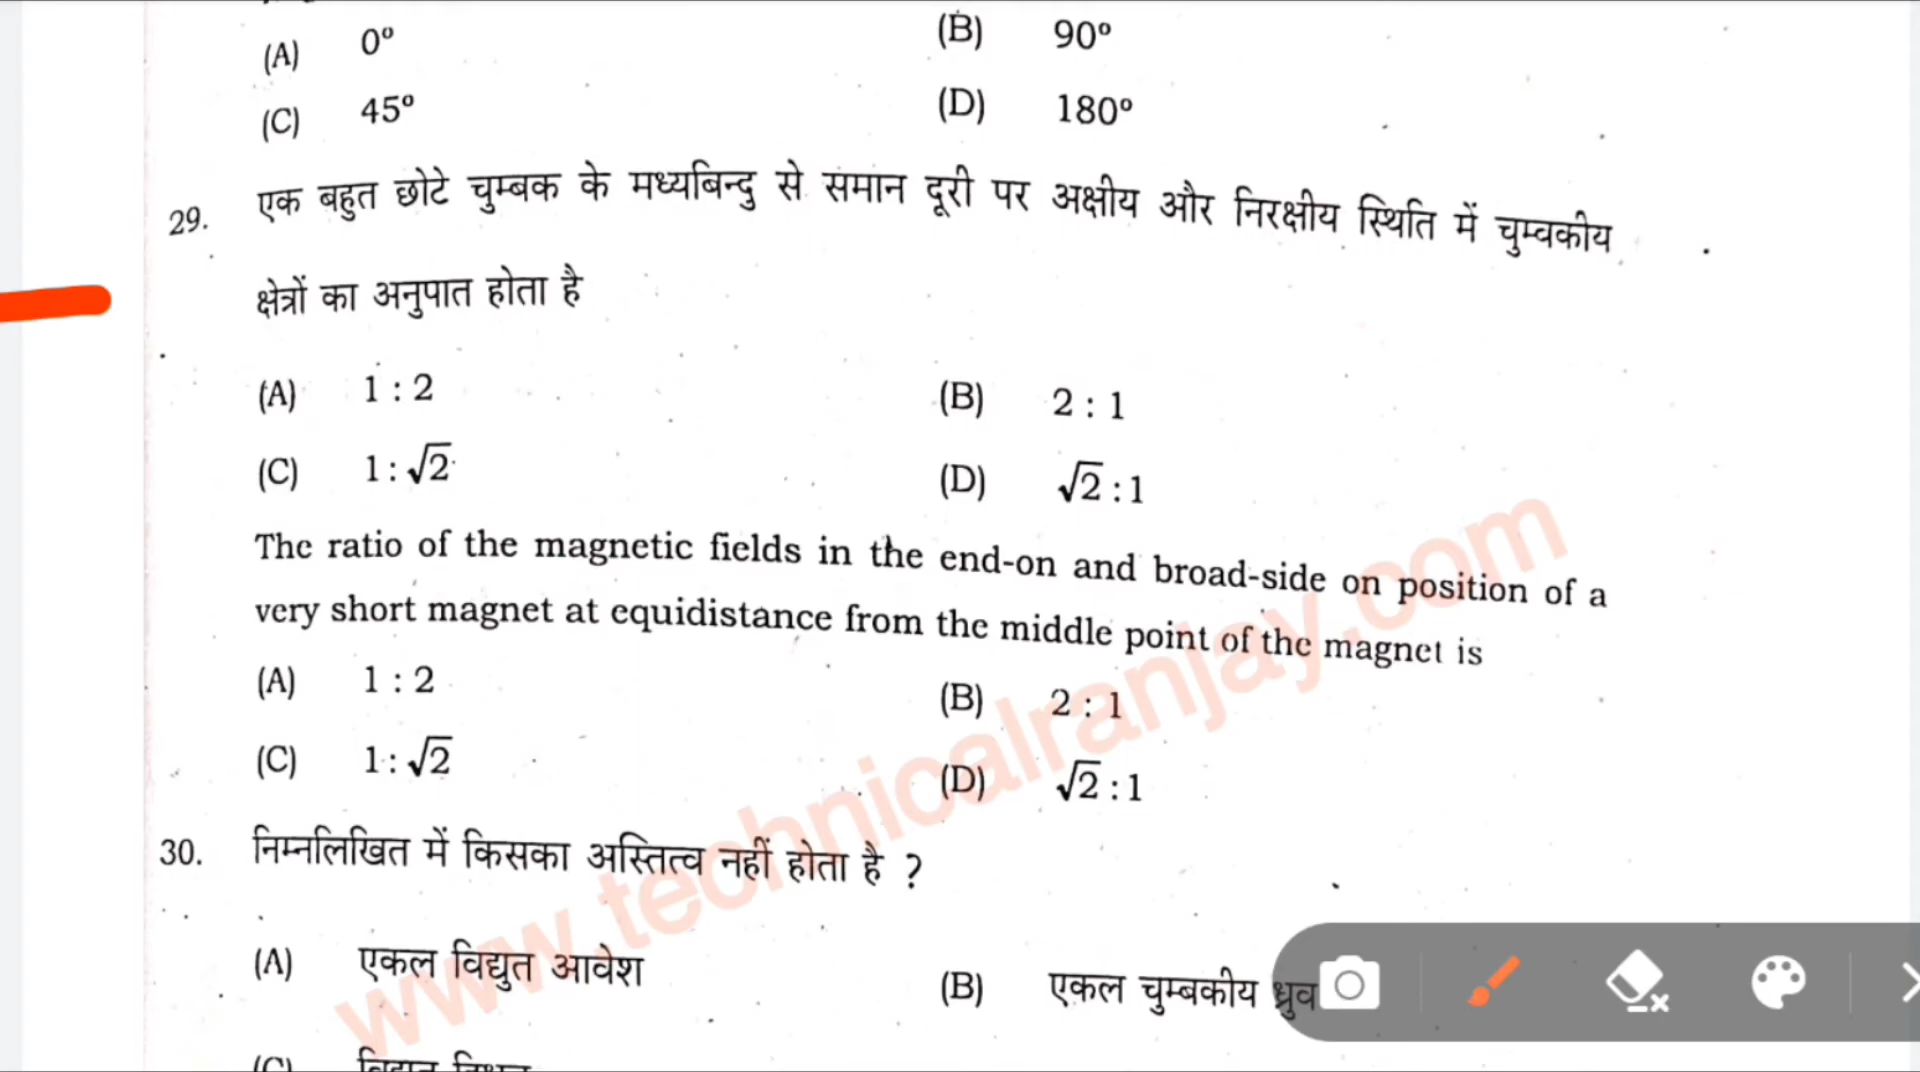 (A) 0° (B) 90°
(C) 45° (D) 180°
29. एक बहुत छोटे चुम्बक के मध्यबिन्दु से समान दूरी पर अक्षीय और निरक्षीय स्थिति में चुम्वकीय
क्षेत्रों का अनुपात होता है
(A) 1 : 2 (B) 2 : 1
(C) 1 : √2 (D) √2 : 1
The ratio of the magnetic fields in the end-on and broad-side on position of a
very short magnet at equidistance from the middle point of the magnet is
(A) 1 : 2 (B) 2 : 1
(C) 1 : √2 (D) √2 : 1
30. निम्नलिखित में किसका अस्तित्व नहीं होता है ?
(A) एकल विद्युत आवेश (B) एकल चुम्बकीय ध्रुव
(C)
www.technicalranjay.com